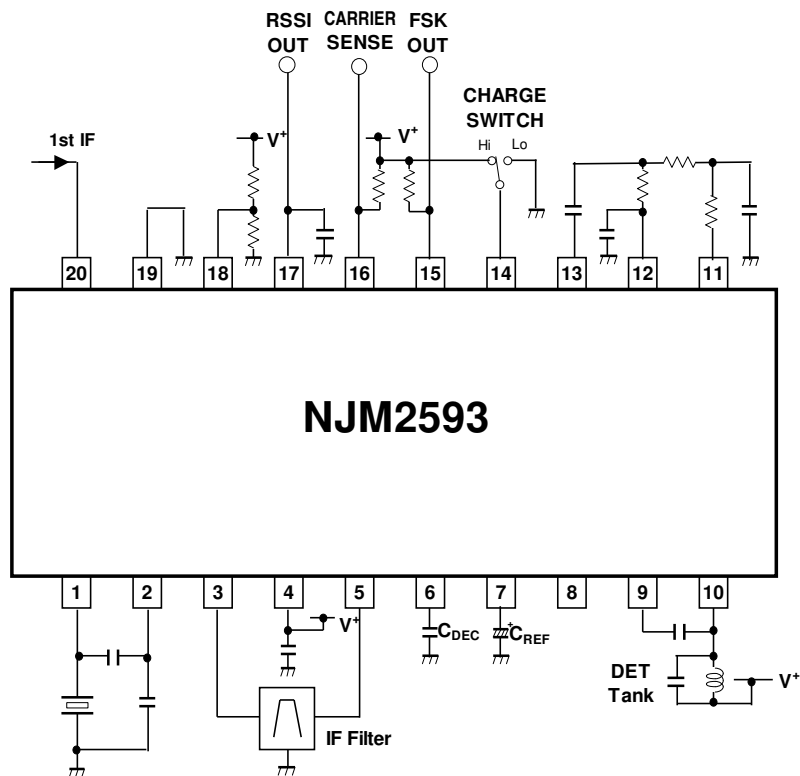 RSSI OUT
CARRIER SENSE
FSK OUT
CHARGE SWITCH
Hi
Lo
1st IF
V+
V+
20
19
18
17
16
15
14
13
12
11
NJM2593
1
2
3
4
5
6
7
8
9
10
V+
CDEC
+
CREF
IF Filter
DET Tank
V+